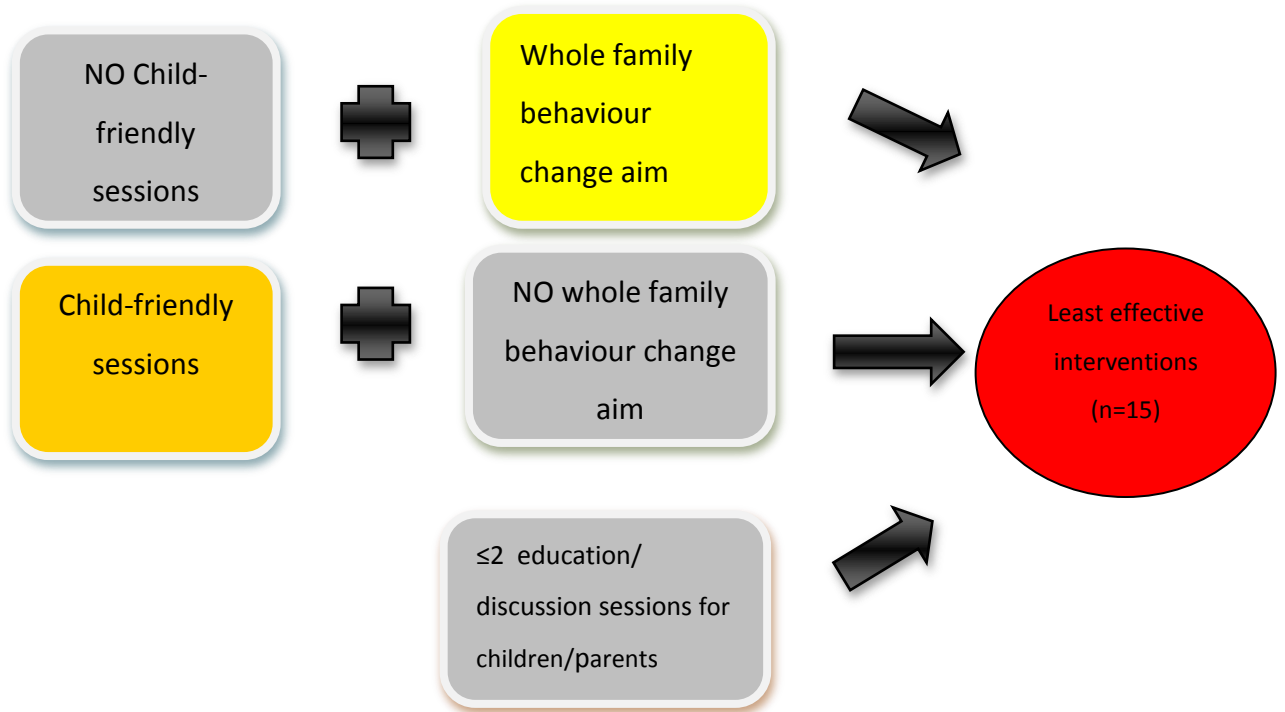 NO Child-
friendly
sessions
Whole family
behaviour
change aim
Child-friendly
sessions
NO whole family
behaviour change
aim
Least effective
interventions
(n=15)
≤2 education/
discussion sessions for
children/parents